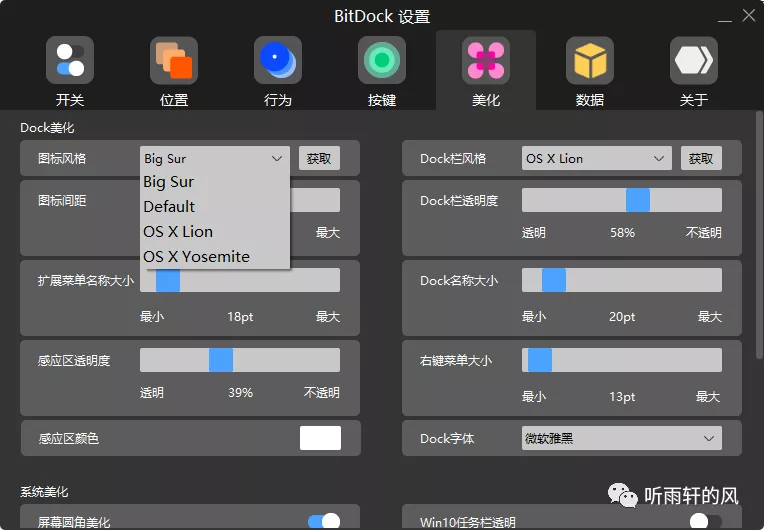 BitDock 设置
开关
位置
行为
按键
美化
数据
关于
Dock美化
图标风格
Big Sur
获取
Big Sur
Default
OS X Lion
OS X Yosemite
Dock栏风格
OS X Lion
获取
图标间距
最大
Dock栏透明度
透明
58%
不透明
扩展菜单名称大小
最小
18pt
最大
Dock名称大小
最小
20pt
最大
感应区透明度
透明
39%
不透明
右键菜单大小
最小
13pt
最大
感应区颜色
Dock字体
微软雅黑
系统美化
屏幕圆角美化
Win10任务栏透明
听雨轩的风